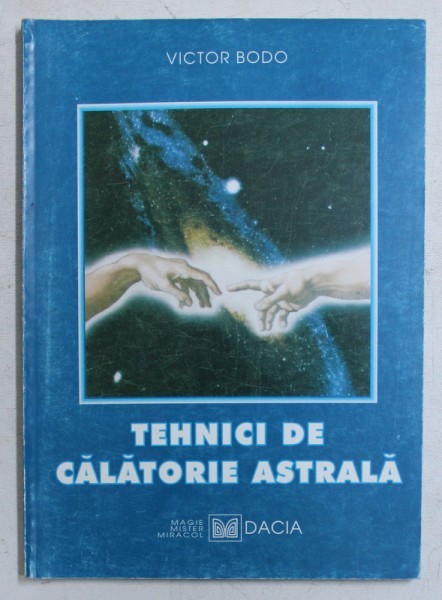 VICTOR BODO
TEHNICI DE
CĂLĂTORIE ASTRALĂ
MAGIE
MISTER
MIRACOL
DACIA